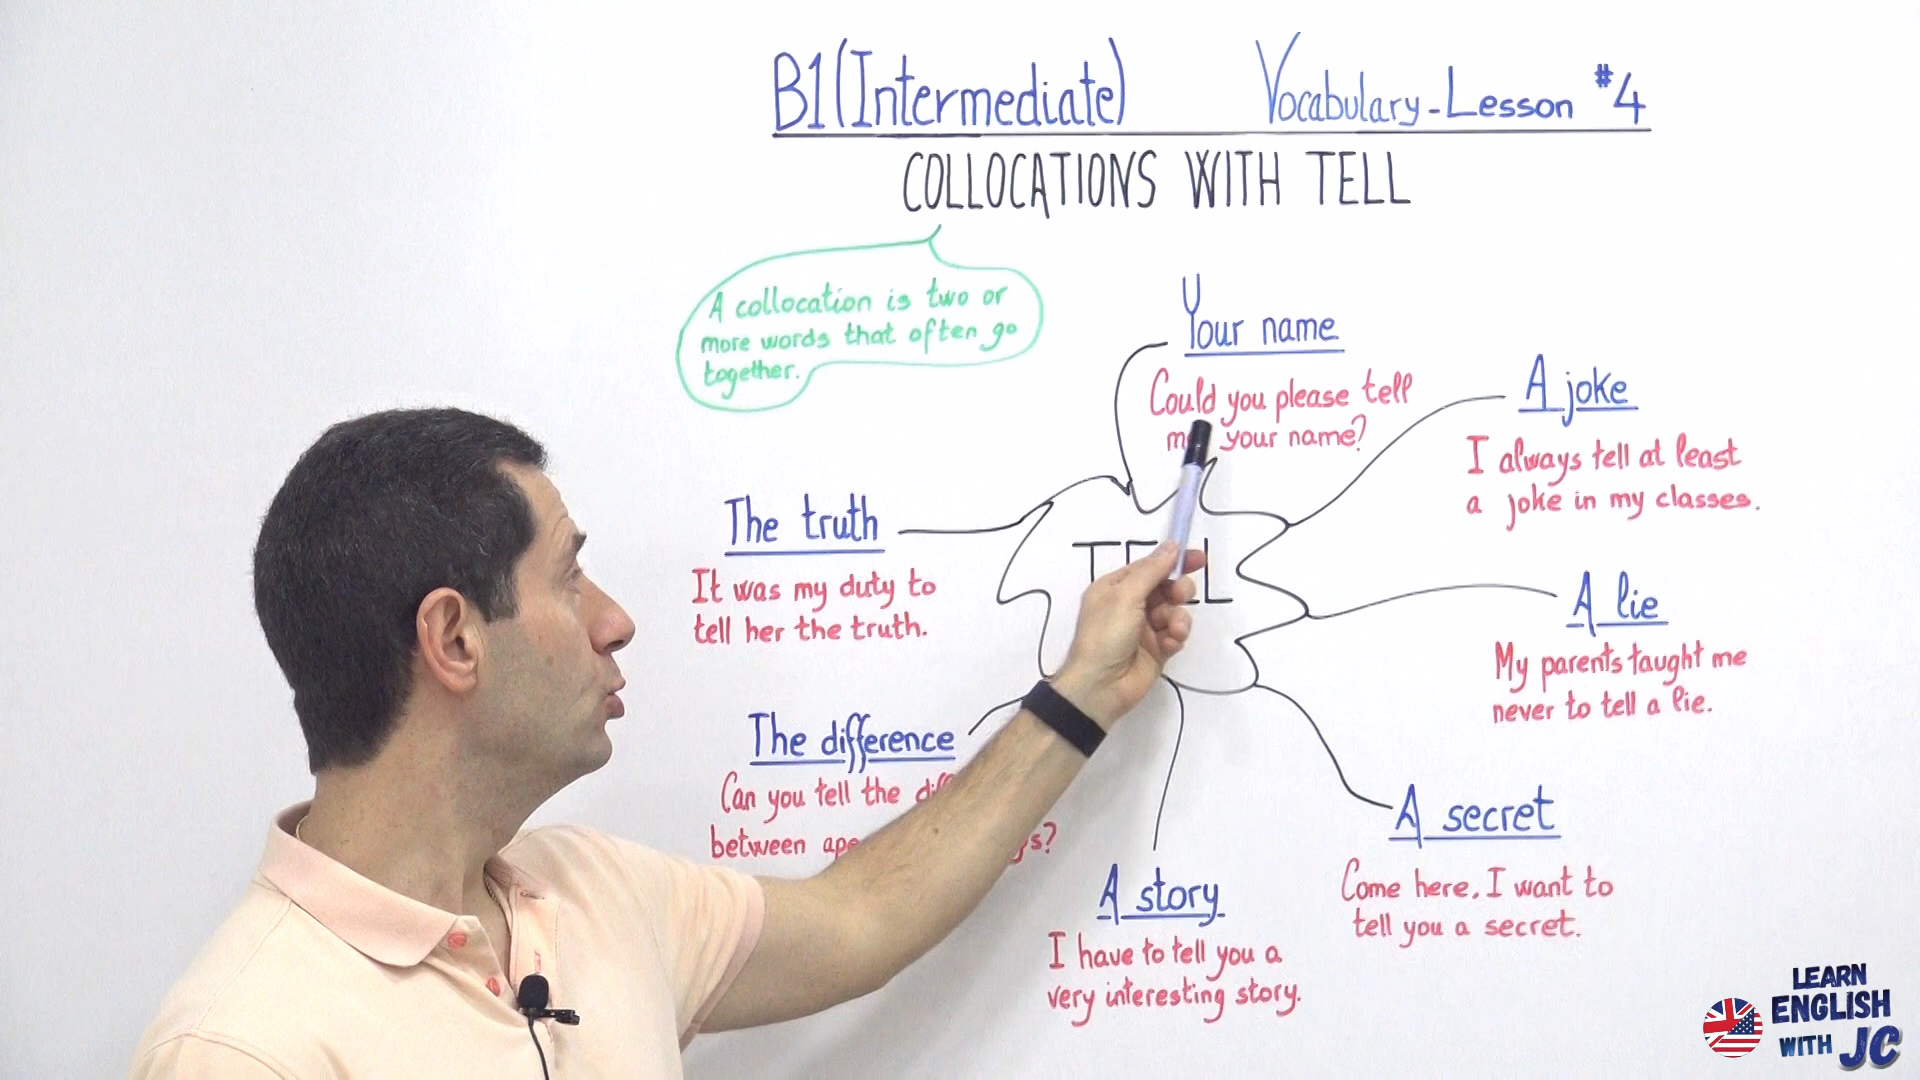 B1 (Intermediate) Vocabulary - Lesson #4
COLLOCATIONS WITH TELL
A collocation is two or
more words that often go
together.
Your name
Could you please tell
your name?
A joke
I always tell at least
a joke in my classes.
The truth
It was my duty to
tell her the truth.
TELL
A lie
My parents taught me
never to tell a lie.
The difference
Can you tell the
between
A secret
Come here, I want to
tell you a secret.
A story
I have to tell you a
very interesting story.
LEARN
ENGLISH
WITH JC